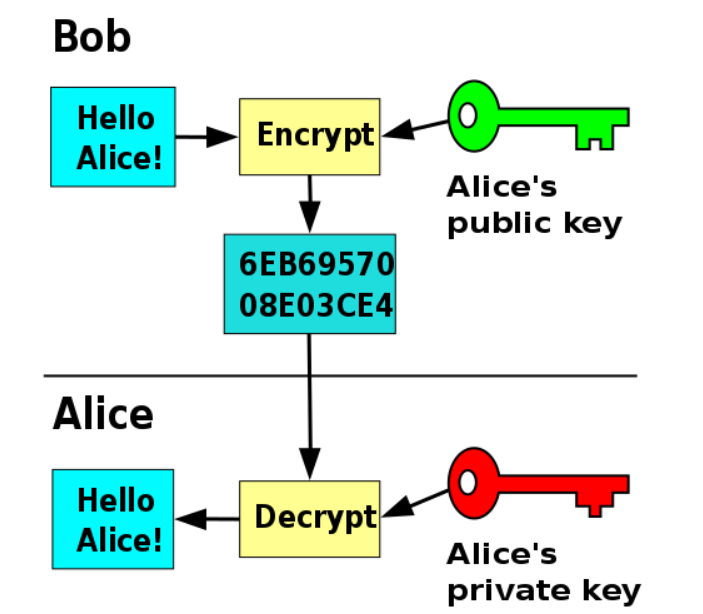 Bob
Hello
Alice!
Encrypt
Alice's
public key
6EB69570
08E03CE4
Alice
Hello
Alice!
Decrypt
Alice's
private key